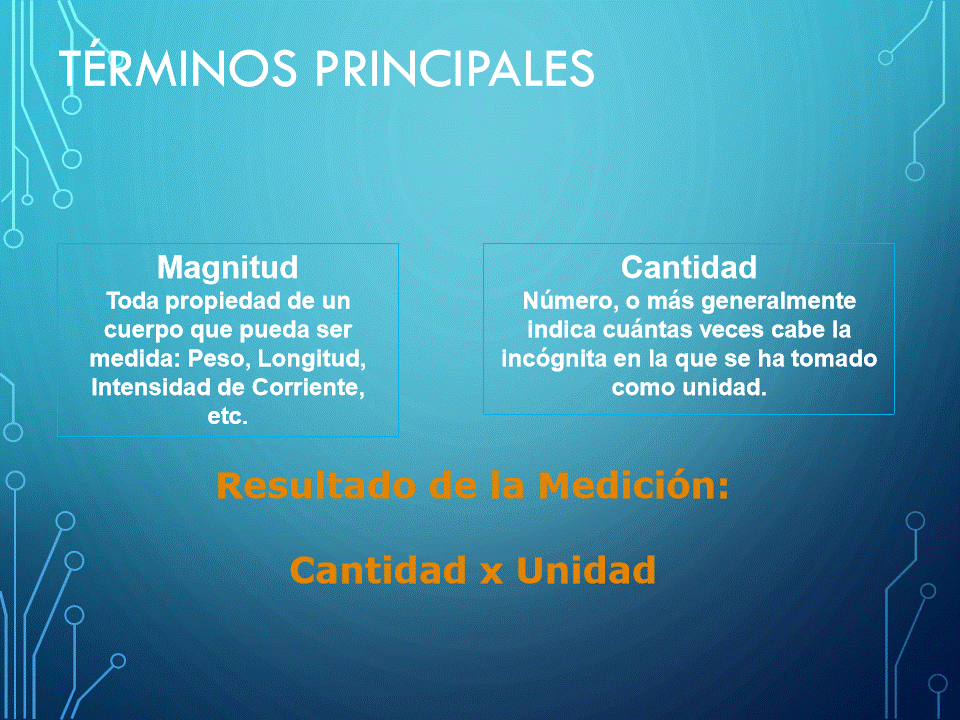 TÉRMINOS PRINCIPALES
Magnitud
Toda propiedad de un
cuerpo que pueda ser
medida: Peso, Longitud,
Intensidad de Corriente,
etc.
Cantidad
Número, o más generalmente
indica cuántas veces cabe la
incógnita en la que se ha tomado
como unidad.
Resultado de la Medición:
Cantidad x Unidad